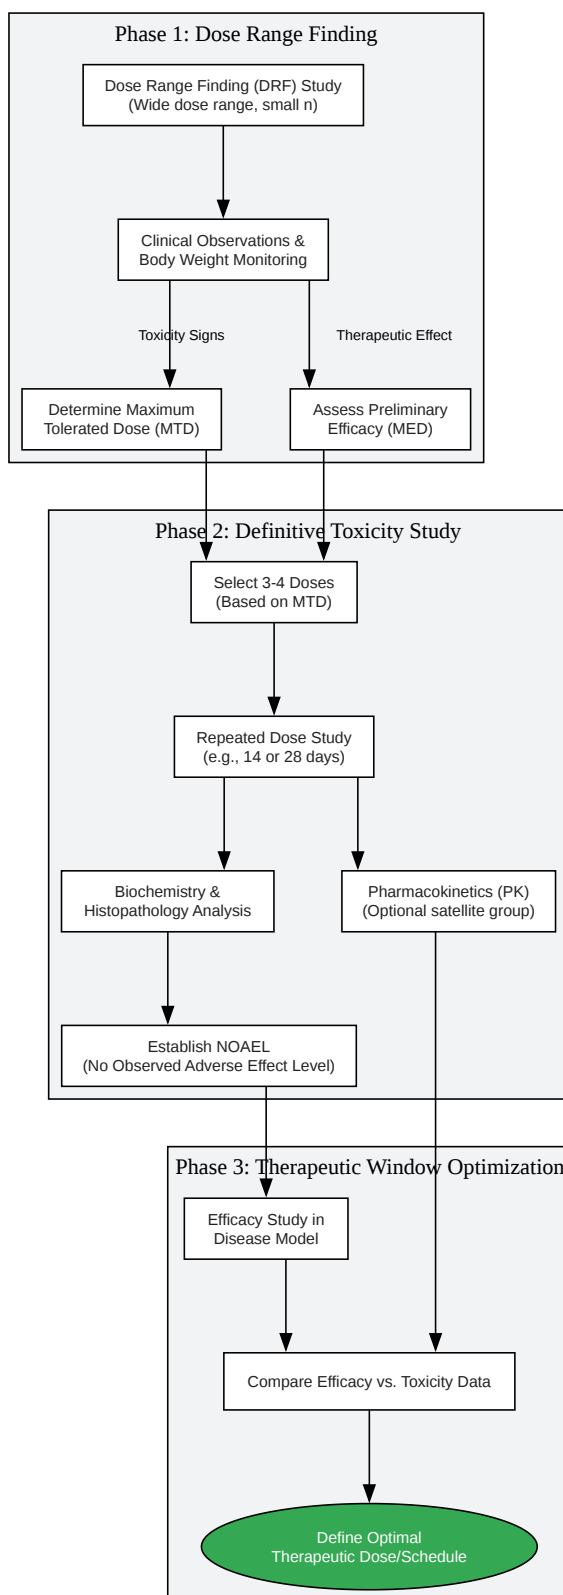 Phase 1: Dose Range Finding
Dose Range Finding (DRF) Study
(Wide dose range, small n)
Clinical Observations &
Body Weight Monitoring
Toxicity Signs
Therapeutic Effect
Determine Maximum
Tolerated Dose (MTD)
Assess Preliminary
Efficacy (MED)
Phase 2: Definitive Toxicity Study
Select 3-4 Doses
(Based on MTD)
Repeated Dose Study
(e.g., 14 or 28 days)
Biochemistry &
Histopathology Analysis
Pharmacokinetics (PK)
(Optional satellite group)
Establish NOAEL
(No Observed Adverse Effect Level)
Phase 3: Therapeutic Window Optimization
Efficacy Study in
Disease Model
Compare Efficacy vs. Toxicity Data
Define Optimal
Therapeutic Dose/Schedule